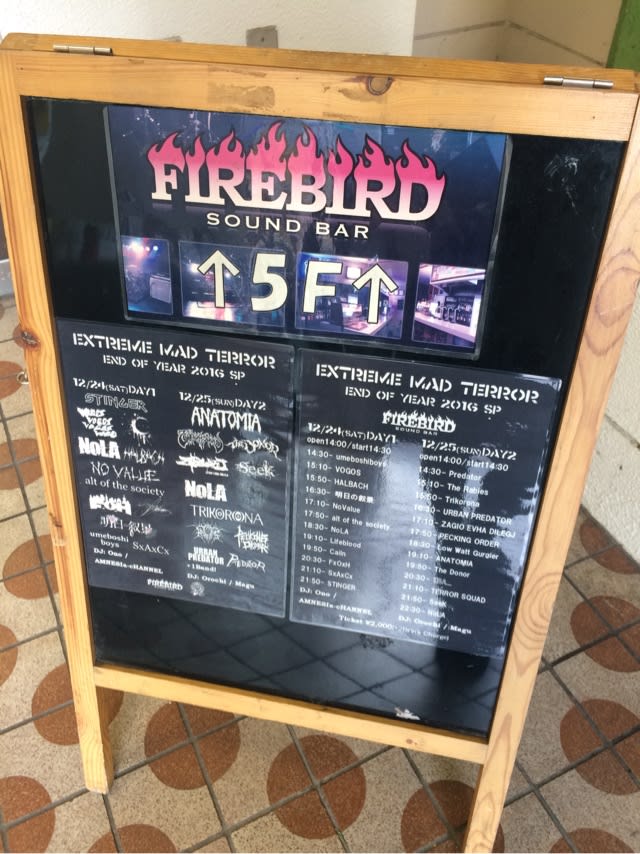 FIREBIRD
SOUND BAR
↑5F↑
EXTREME MAD TERROR
END OF YEAR 2016 SP
12/24(SAT)DAY1
STINGER
NoLA
NO VALUE
alt of the society
umeboshi
boys
SxAxCx
DJ: Ono /
AMNESIA-cHANNEL
12/25(SUN)DAY2
ANATOMIA
Seek
NoLA
TRIKORONA
URBAN
PREDATOR
+1Band!
DJ: Orochi / Magu
FIREBIRD
EXTREME MAD TERROR
END OF YEAR 2016 SP
FIREBIRD
SOUND BAR
12/24(SAT)DAY1
open14:00/start14:30
14:30- umeboshiboys
15:10- VOGOS
15:50- HALBACH
16:30- 明日の叙景
17:10- NoValue
17:50- alt of the society
18:30- NoLA
19:10- Lifeblood
19:50- Caiin
20:30- FxOxH
21:10- SxAxCx
21:50- STINGER
DJ: Ono /
AMNESIA-cHANNEL
12/25(SUN)DAY2
open14:00/start14:30
14:30- Predator
15:10- The Rabies
15:50- Trikorona
16:30- URBAN PREDATOR
17:10- ZAGIO EVHA DILEGJ
17:50- PECKING ORDER
18:30- Low Watt Gurgler
19:10- ANATOMIA
19:50- The Donor
20:30-
21:10- TERROR SQUAD
21:50- Seek
22:30- NoLA
DJ: Orochi / Magu
Ticket ¥2,000